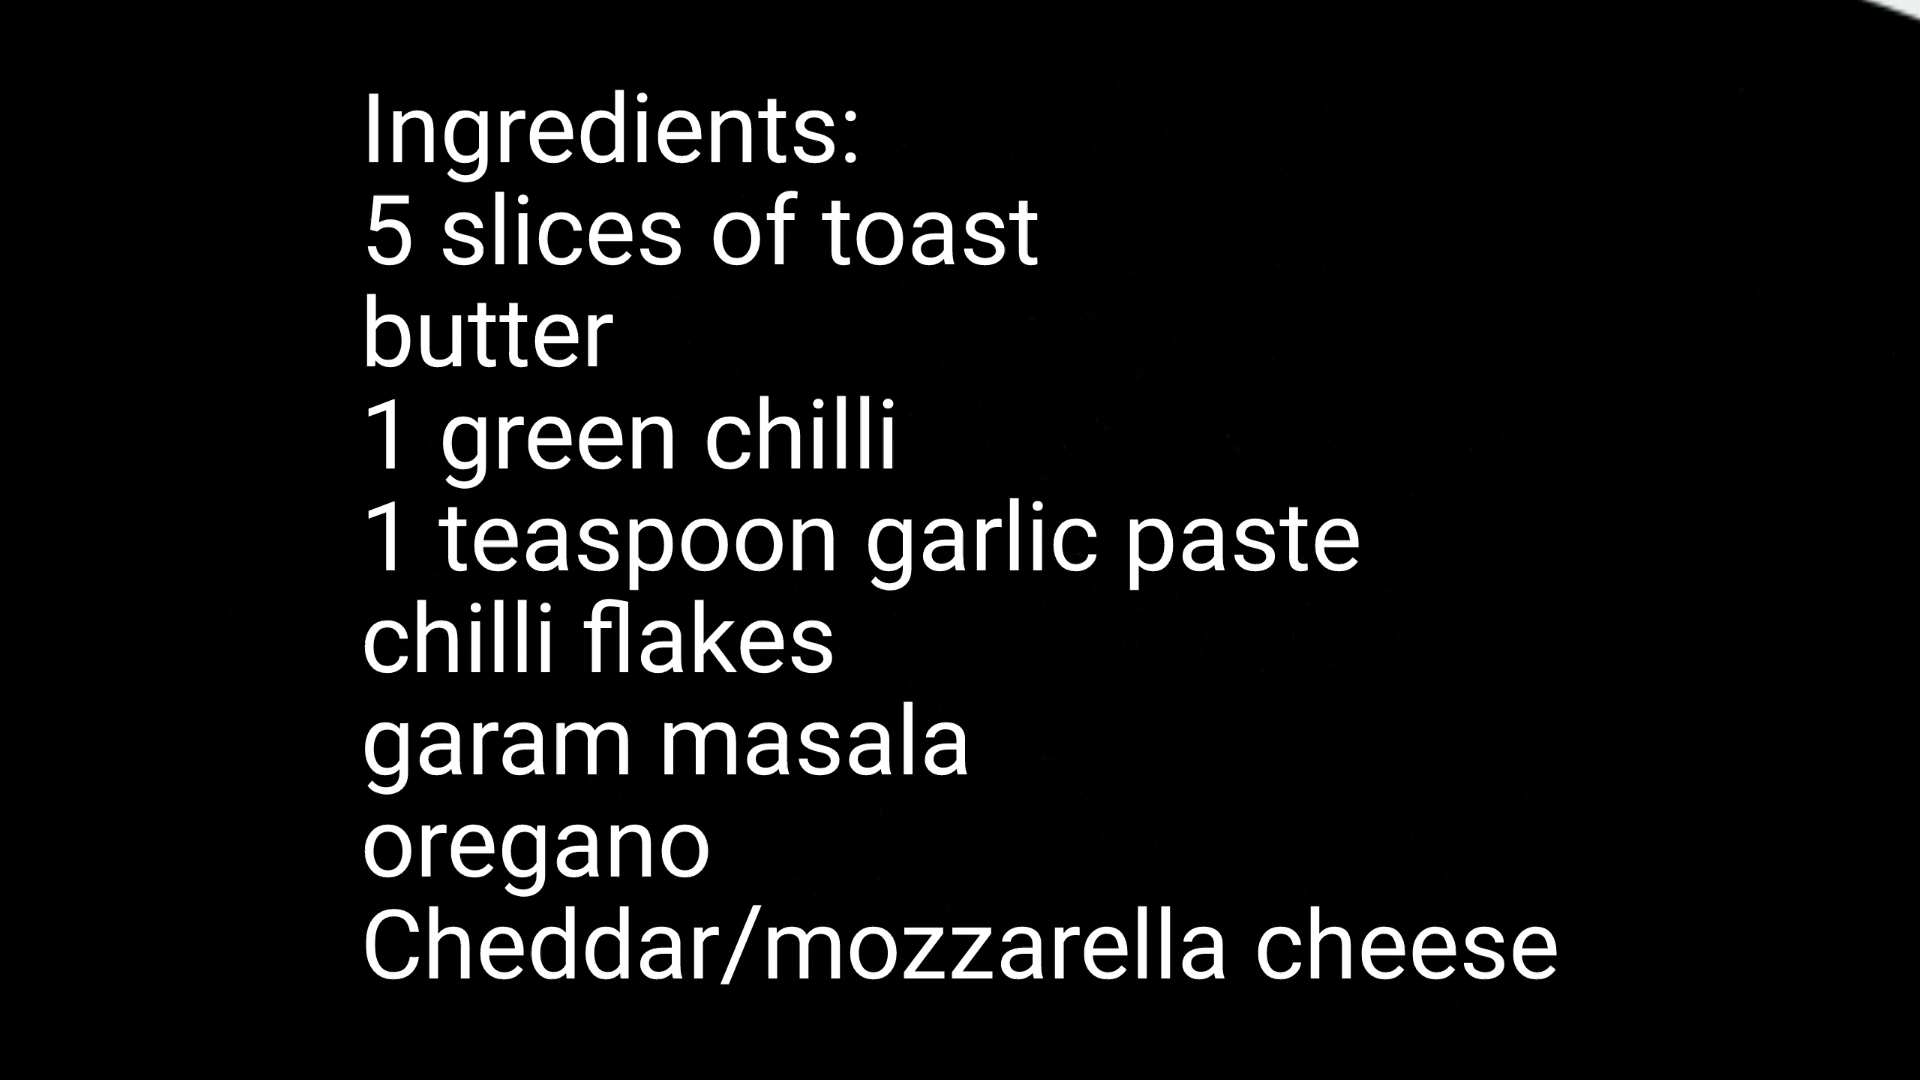 Ingredients:
5 slices of toast
butter
1 green chilli
1 teaspoon garlic paste
chilli flakes
garam masala
oregano
Cheddar/mozzarella cheese